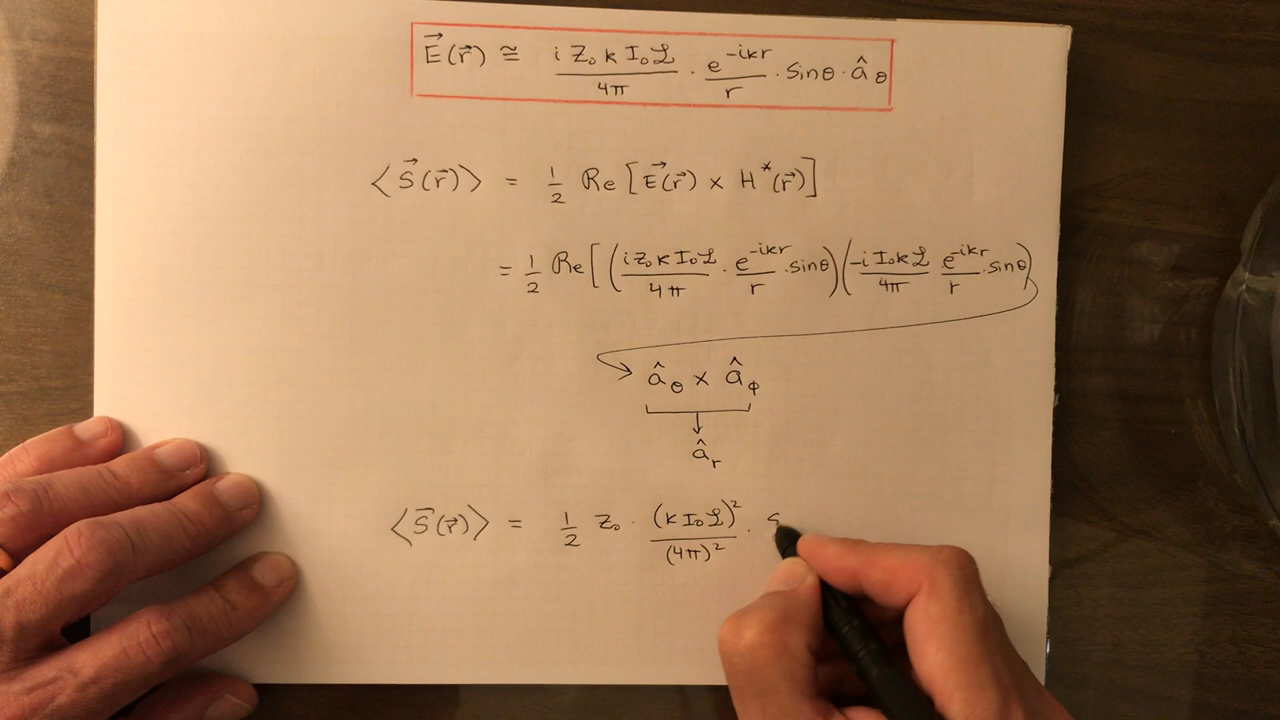 E⃗(r⃗) ≅ i Z₀ k I₀ ℒ / 4π · e^{-ikr} / r · sinθ · â_θ
⟨S⃗(r⃗)⟩ = 1/2 Re [E⃗(r⃗) × H*(r⃗)]
= 1/2 Re [(i Z₀ k I₀ ℒ / 4π · e^{-ikr} / r · sinθ)(-i I₀ k ℒ / 4π e^{-ikr} / r · sinθ)
â_θ × â_φ
â_r
⟨S⃗(r⃗)⟩ = 1/2 Z₀ · (k I₀ ℒ)² / (4π)² · s